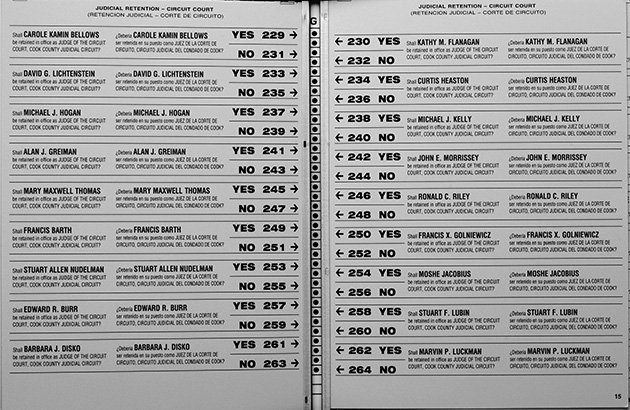 JUDICIAL RETENTION – CIRCUIT COURT
(RETENCION JUDICIAL – CORTE DE CIRCUITO)
Shall CAROLE KAMIN BELLOWS ¿Debería CAROLE KAMIN BELLOWS YES 229 →
be retained in office as JUDGE OF THE CIRCUIT ser retenido en su puesto como JUEZ DE LA CORTE DE
COURT, COOK COUNTY JUDICIAL CIRCUIT? CIRCUITO, CIRCUITO JUDICIAL DEL CONDADO DE COOK? NO 231 →
Shall DAVID G. LICHTENSTEIN ¿Debería DAVID G. LICHTENSTEIN YES 233 →
be retained in office as JUDGE OF THE CIRCUIT ser retenido en su puesto como JUEZ DE LA CORTE DE
COURT, COOK COUNTY JUDICIAL CIRCUIT? CIRCUITO, CIRCUITO JUDICIAL DEL CONDADO DE COOK? NO 235 →
Shall MICHAEL J. HOGAN ¿Debería MICHAEL J. HOGAN YES 237 →
be retained in office as JUDGE OF THE CIRCUIT ser retenido en su puesto como JUEZ DE LA CORTE DE
COURT, COOK COUNTY JUDICIAL CIRCUIT? CIRCUITO, CIRCUITO JUDICIAL DEL CONDADO DE COOK? NO 239 →
Shall ALAN J. GREIMAN ¿Debería ALAN J. GREIMAN YES 241 →
be retained in office as JUDGE OF THE CIRCUIT ser retenido en su puesto como JUEZ DE LA CORTE DE
COURT, COOK COUNTY JUDICIAL CIRCUIT? CIRCUITO, CIRCUITO JUDICIAL DEL CONDADO DE COOK? NO 243 →
Shall MARY MAXWELL THOMAS ¿Debería MARY MAXWELL THOMAS YES 245 →
be retained in office as JUDGE OF THE CIRCUIT ser retenido en su puesto como JUEZ DE LA CORTE DE
COURT, COOK COUNTY JUDICIAL CIRCUIT? CIRCUITO, CIRCUITO JUDICIAL DEL CONDADO DE COOK? NO 247 →
Shall FRANCIS BARTH ¿Debería FRANCIS BARTH YES 249 →
be retained in office as JUDGE OF THE CIRCUIT ser retenido en su puesto como JUEZ DE LA CORTE DE
COURT, COOK COUNTY JUDICIAL CIRCUIT? CIRCUITO, CIRCUITO JUDICIAL DEL CONDADO DE COOK? NO 251 →
Shall STUART ALLEN NUDELMAN ¿Debería STUART ALLEN NUDELMAN YES 253 →
be retained in office as JUDGE OF THE CIRCUIT ser retenido en su puesto como JUEZ DE LA CORTE DE
COURT, COOK COUNTY JUDICIAL CIRCUIT? CIRCUITO, CIRCUITO JUDICIAL DEL CONDADO DE COOK? NO 255 →
Shall EDWARD R. BURR ¿Debería EDWARD R. BURR YES 257 →
be retained in office as JUDGE OF THE CIRCUIT ser retenido en su puesto como JUEZ DE LA CORTE DE
COURT, COOK COUNTY JUDICIAL CIRCUIT? CIRCUITO, CIRCUITO JUDICIAL DEL CONDADO DE COOK? NO 259 →
Shall BARBARA J. DISKO ¿Debería BARBARA J. DISKO YES 261 →
be retained in office as JUDGE OF THE CIRCUIT ser retenido en su puesto como JUEZ DE LA CORTE DE
COURT, COOK COUNTY JUDICIAL CIRCUIT? CIRCUITO, CIRCUITO JUDICIAL DEL CONDADO DE COOK? NO 263 →
G
JUDICIAL RETENTION – CIRCUIT COURT
(RETENCION JUDICIAL – CORTE DE CIRCUITO)
← 230 YES Shall KATHY M. FLANAGAN ¿Debería KATHY M. FLANAGAN
be retained in office as JUDGE OF THE CIRCUIT ser retenido en su puesto como JUEZ DE LA CORTE DE
← 232 NO COURT, COOK COUNTY JUDICIAL CIRCUIT? CIRCUITO, CIRCUITO JUDICIAL DEL CONDADO DE COOK?
← 234 YES Shall CURTIS HEASTON ¿Debería CURTIS HEASTON
be retained in office as JUDGE OF THE CIRCUIT ser retenido en su puesto como JUEZ DE LA CORTE DE
← 236 NO COURT, COOK COUNTY JUDICIAL CIRCUIT? CIRCUITO, CIRCUITO JUDICIAL DEL CONDADO DE COOK?
← 238 YES Shall MICHAEL J. KELLY ¿Debería MICHAEL J. KELLY
be retained in office as JUDGE OF THE CIRCUIT ser retenido en su puesto como JUEZ DE LA CORTE DE
← 240 NO COURT, COOK COUNTY JUDICIAL CIRCUIT? CIRCUITO, CIRCUITO JUDICIAL DEL CONDADO DE COOK?
← 242 YES Shall JOHN E. MORRISSEY ¿Debería JOHN E. MORRISSEY
be retained in office as JUDGE OF THE CIRCUIT ser retenido en su puesto como JUEZ DE LA CORTE DE
← 244 NO COURT, COOK COUNTY JUDICIAL CIRCUIT? CIRCUITO, CIRCUITO JUDICIAL DEL CONDADO DE COOK?
← 246 YES Shall RONALD C. RILEY ¿Debería RONALD C. RILEY
be retained in office as JUDGE OF THE CIRCUIT ser retenido en su puesto como JUEZ DE LA CORTE DE
← 248 NO COURT, COOK COUNTY JUDICIAL CIRCUIT? CIRCUITO, CIRCUITO JUDICIAL DEL CONDADO DE COOK?
← 250 YES Shall FRANCIS X. GOLNIEWICZ ¿Debería FRANCIS X. GOLNIEWICZ
be retained in office as JUDGE OF THE CIRCUIT ser retenido en su puesto como JUEZ DE LA CORTE DE
← 252 NO COURT, COOK COUNTY JUDICIAL CIRCUIT? CIRCUITO, CIRCUITO JUDICIAL DEL CONDADO DE COOK?
← 254 YES Shall MOSHE JACOBIUS ¿Debería MOSHE JACOBIUS
be retained in office as JUDGE OF THE CIRCUIT ser retenido en su puesto como JUEZ DE LA CORTE DE
← 256 NO COURT, COOK COUNTY JUDICIAL CIRCUIT? CIRCUITO, CIRCUITO JUDICIAL DEL CONDADO DE COOK?
← 258 YES Shall STUART F. LUBIN ¿Debería STUART F. LUBIN
be retained in office as JUDGE OF THE CIRCUIT ser retenido en su puesto como JUEZ DE LA CORTE DE
← 260 NO COURT, COOK COUNTY JUDICIAL CIRCUIT? CIRCUITO, CIRCUITO JUDICIAL DEL CONDADO DE COOK?
← 262 YES Shall MARVIN P. LUCKMAN ¿Debería MARVIN P. LUCKMAN
be retained in office as JUDGE OF THE CIRCUIT ser retenido en su puesto como JUEZ DE LA CORTE DE
← 264 NO COURT, COOK COUNTY JUDICIAL CIRCUIT? CIRCUITO, CIRCUITO JUDICIAL DEL CONDADO DE COOK?
15